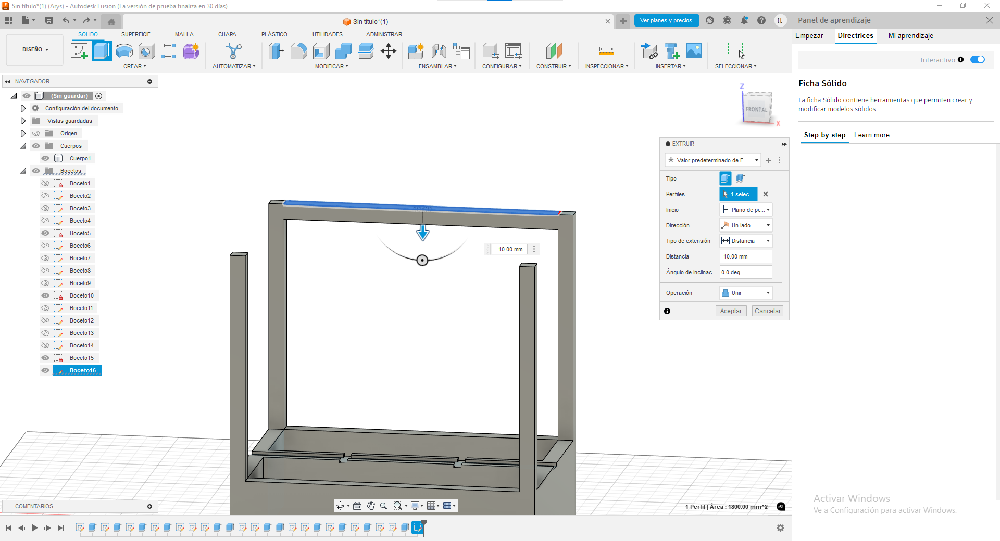 Sin título*(1) (Arys) - Autodesk Fusion (La versión de prueba finaliza en 30 días)
Sin título*(1)
Ver planes y precios
IL
Panel de aprendizaje
DISEÑO
SOLIDO
SUPERFICIE
MALLA
CHAPA
PLÁSTICO
UTILIDADES
ADMINISTRAR
CREAR
AUTOMATIZAR
MODIFICAR
ENSAMBLAR
CONFIGURAR
CONSTRUIR
INSPECCIONAR
INSERTAR
SELECCIONAR
Empezar
Directrices
Mi aprendizaje
Interactivo
Ficha Sólido
La ficha Sólido contiene herramientas que permiten crear y
modificar modelos sólidos.
Step-by-step
Learn more
NAVEGADOR
(Sin guardar)
Configuración del documento
Vistas guardadas
Origen
Cuerpos
Cuerpo1
Bocetos
Boceto1
Boceto2
Boceto3
Boceto4
Boceto5
Boceto6
Boceto7
Boceto8
Boceto9
Boceto10
Boceto11
Boceto12
Boceto13
Boceto14
Boceto15
Boceto16
Z
FRONTAL
X
-10.00 mm
EXTRUIR
Valor predeterminado de F...
Tipo
Perfiles
1 selec...
Inicio
Plano de pe...
Dirección
Un lado
Tipo de extensión
Distancia
Distancia
-10.00 mm
Ángulo de inclinac...
0.0 deg
Operación
Unir
Aceptar
Cancelar
COMENTARIOS
1 Perfil | Área : 1800.00 mm^2
Activar Windows
Ve a Configuración para activar Windows.